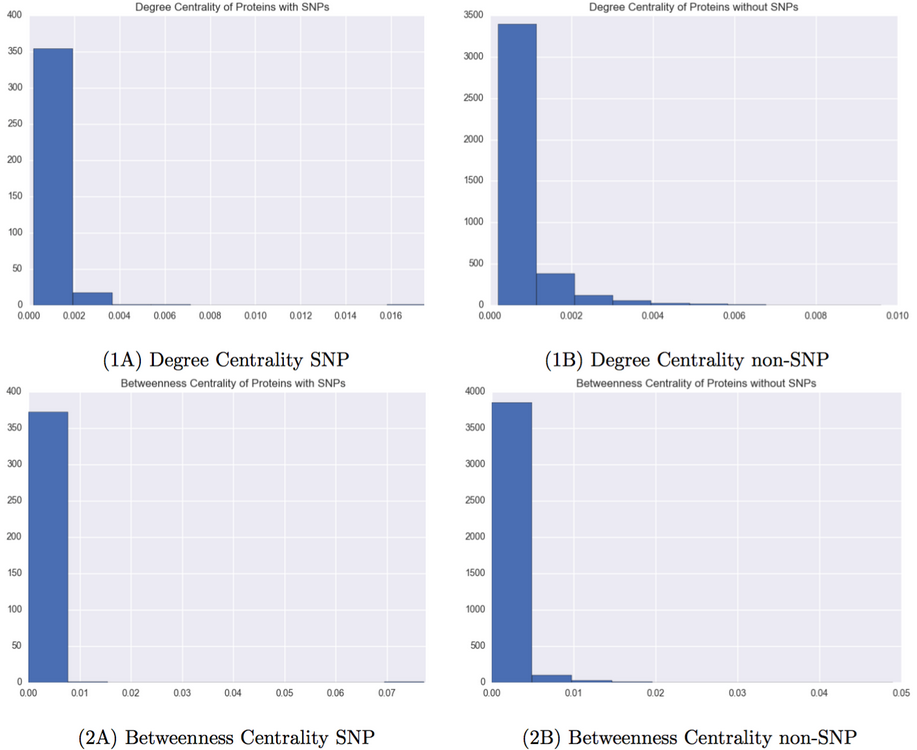 Degree Centrality of Proteins with SNPs
400
350
300
250
200
150
100
50
0
0.000 0.002 0.004 0.006 0.008 0.010 0.012 0.014 0.016
(1A) Degree Centrality SNP
Degree Centrality of Proteins without SNPs
3500
3000
2500
2000
1500
1000
500
0
0.000 0.002 0.004 0.006 0.008 0.010
(1B) Degree Centrality non-SNP
Betweenness Centrality of Proteins with SNPs
400
350
300
250
200
150
100
50
0
0.00 0.01 0.02 0.03 0.04 0.05 0.06 0.07
(2A) Betweenness Centrality SNP
Betweenness Centrality of Proteins without SNPs
4000
3500
3000
2500
2000
1500
1000
500
0
0.00 0.01 0.02 0.03 0.04 0.05
(2B) Betweenness Centrality non-SNP